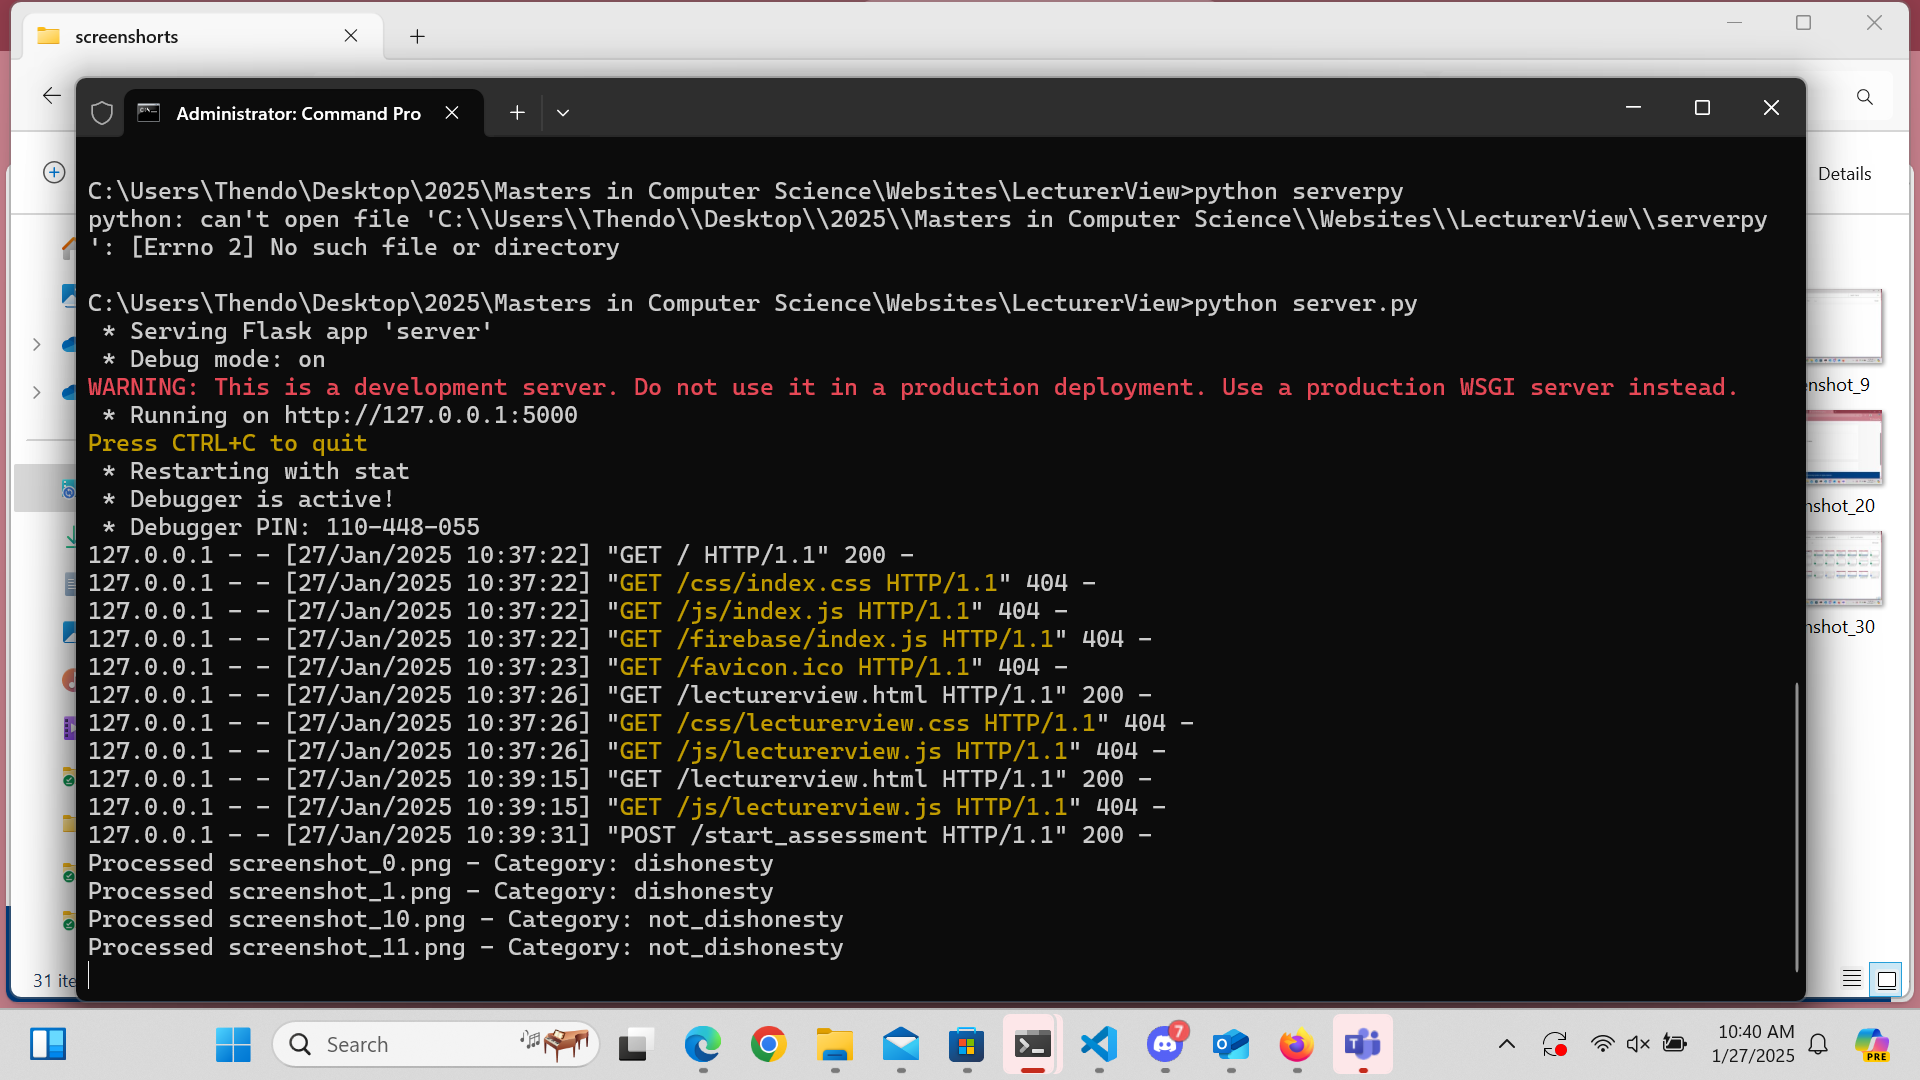 screenshorts
Administrator: Command Pro
Details
C:\Users\Thendo\Desktop\2025\Masters in Computer Science\Websites\LecturerView>python serverpy
python: can't open file 'C:\\Users\\Thendo\\Desktop\\2025\\Masters in Computer Science\\Websites\\LecturerView\\serverpy
': [Errno 2] No such file or directory
C:\Users\Thendo\Desktop\2025\Masters in Computer Science\Websites\LecturerView>python server.py
* Serving Flask app 'server'
* Debug mode: on
WARNING: This is a development server. Do not use it in a production deployment. Use a production WSGI server instead.
* Running on http://127.0.0.1:5000
Press CTRL+C to quit
* Restarting with stat
* Debugger is active!
* Debugger PIN: 110-448-055
127.0.0.1 - - [27/Jan/2025 10:37:22] "GET / HTTP/1.1" 200 -
127.0.0.1 - - [27/Jan/2025 10:37:22] "GET /css/index.css HTTP/1.1" 404 -
127.0.0.1 - - [27/Jan/2025 10:37:22] "GET /js/index.js HTTP/1.1" 404 -
127.0.0.1 - - [27/Jan/2025 10:37:22] "GET /firebase/index.js HTTP/1.1" 404 -
127.0.0.1 - - [27/Jan/2025 10:37:23] "GET /favicon.ico HTTP/1.1" 404 -
127.0.0.1 - - [27/Jan/2025 10:37:26] "GET /lecturerview.html HTTP/1.1" 200 -
127.0.0.1 - - [27/Jan/2025 10:37:26] "GET /css/lecturerview.css HTTP/1.1" 404 -
127.0.0.1 - - [27/Jan/2025 10:37:26] "GET /js/lecturerview.js HTTP/1.1" 404 -
127.0.0.1 - - [27/Jan/2025 10:39:15] "GET /lecturerview.html HTTP/1.1" 200 -
127.0.0.1 - - [27/Jan/2025 10:39:15] "GET /js/lecturerview.js HTTP/1.1" 404 -
127.0.0.1 - - [27/Jan/2025 10:39:31] "POST /start_assessment HTTP/1.1" 200 -
Processed screenshot_0.png - Category: dishonesty
Processed screenshot_1.png - Category: dishonesty
Processed screenshot_10.png - Category: not_dishonesty
Processed screenshot_11.png - Category: not_dishonesty
enshot_9
nshot_20
nshot_30
31 ite
Search
7
10:40 AM
1/27/2025
PRE